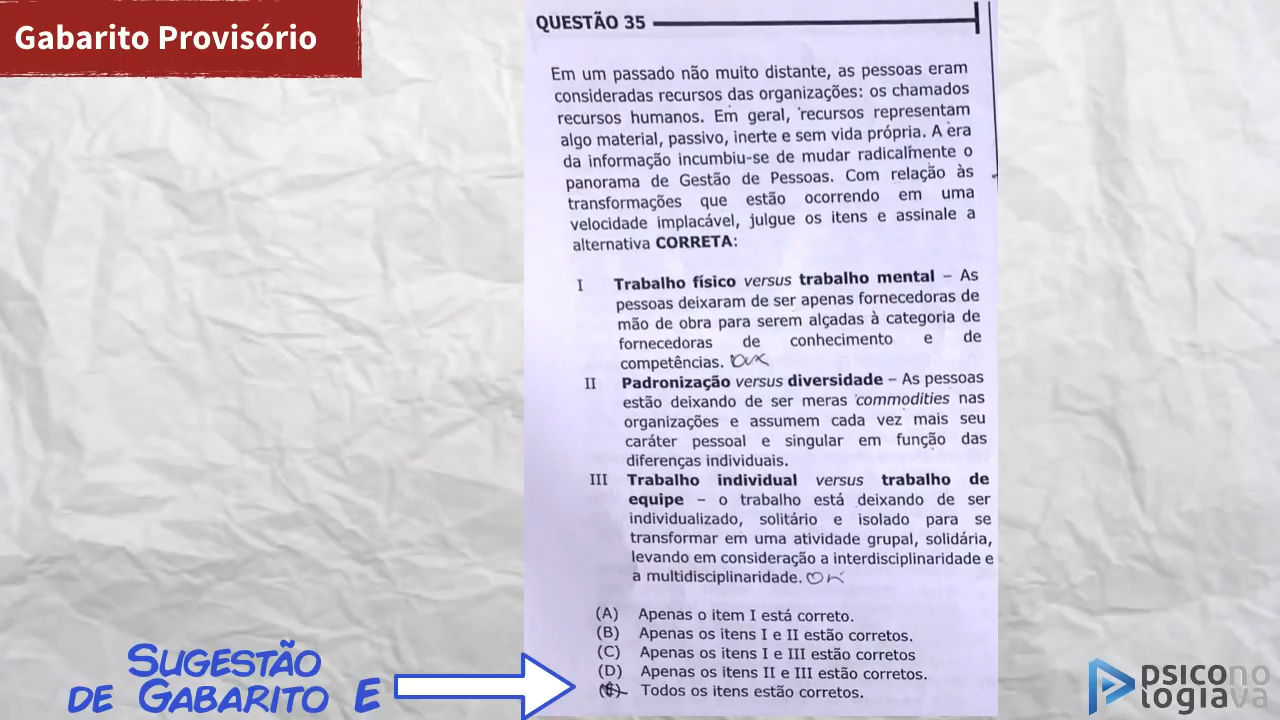 Gabarito Provisório
QUESTÃO 35
Em um passado não muito distante, as pessoas eram
consideradas recursos das organizações: os chamados
recursos humanos. Em geral, recursos representam
algo material, passivo, inerte e sem vida própria. A era
da informação incumbiu-se de mudar radicalmente o
panorama de Gestão de Pessoas. Com relação às
transformações que estão ocorrendo em uma
velocidade implacável, julgue os itens e assinale a
alternativa CORRETA:
I Trabalho físico versus trabalho mental – As
pessoas deixaram de ser apenas fornecedoras de
mão de obra para serem alçadas à categoria de
fornecedoras de conhecimento e de
competências.
II Padronização versus diversidade – As pessoas
estão deixando de ser meras commodities nas
organizações e assumem cada vez mais seu
caráter pessoal e singular em função das
diferenças individuais.
III Trabalho individual versus trabalho de
equipe – o trabalho está deixando de ser
individualizado, solitário e isolado para se
transformar em uma atividade grupal, solidária,
levando em consideração a interdisciplinaridade e
a multidisciplinaridade. OK
(A) Apenas o item I está correto.
(B) Apenas os itens I e II estão corretos.
(C) Apenas os itens I e III estão corretos
(D) Apenas os itens II e III estão corretos.
(E) Todos os itens estão corretos.
SUGESTÃO
DE GABARITO E
psicono
logiava